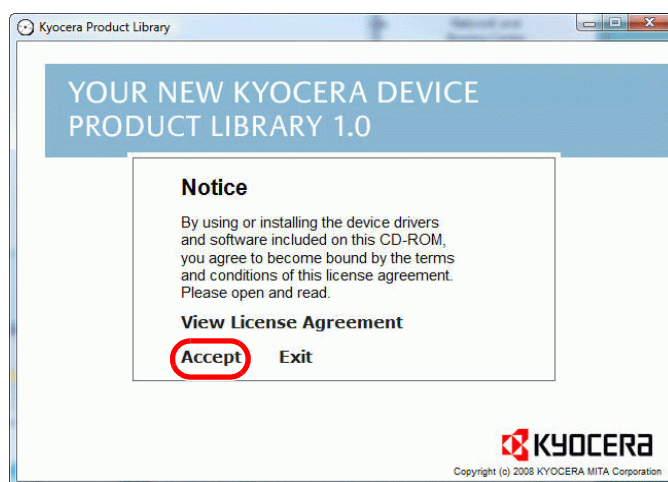 Kyocera Product Library
YOUR NEW KYOCERA DEVICE
PRODUCT LIBRARY 1.0
Notice
By using or installing the device drivers
and software included on this CD-ROM,
you agree to become bound by the terms
and conditions of this license agreement.
Please open and read.
View License Agreement
Accept Exit
KYOCERA
Copyright (c) 2008 KYOCERA MITA Corporation